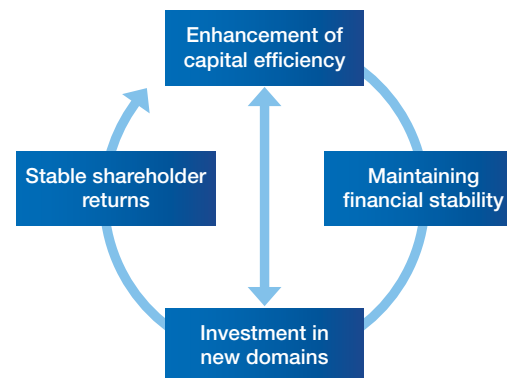 Enhancement of
capital efficiency
Stable shareholder
returns
Maintaining
financial stability
Investment in
new domains